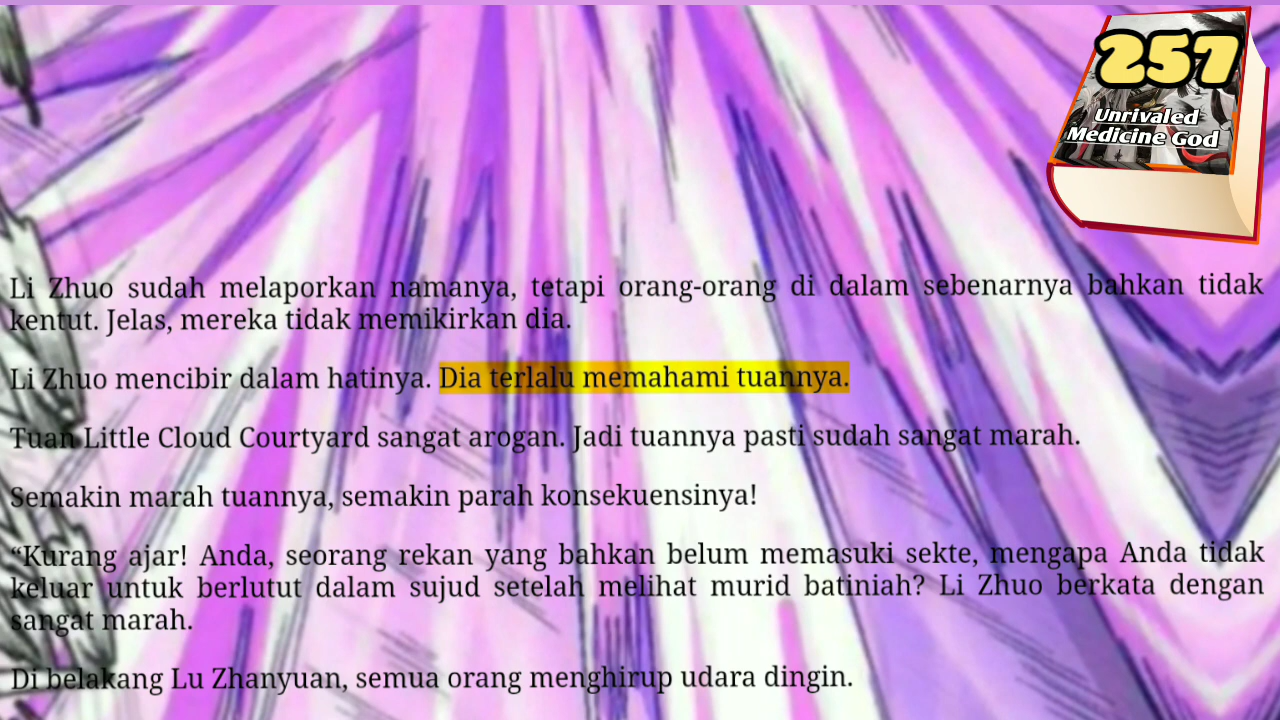 257
Unrivaled
Medicine God
Li Zhuo sudah melaporkan namanya, tetapi orang-orang di dalam sebenarnya bahkan tidak
kentut. Jelas, mereka tidak memikirkan dia.
Li Zhuo mencibir dalam hatinya. Dia terlalu memahami tuannya.
Tuan Little Cloud Courtyard sangat arogan. Jadi tuannya pasti sudah sangat marah.
Semakin marah tuannya, semakin parah konsekuensinya!
“Kurang ajar! Anda, seorang rekan yang bahkan belum memasuki sekte, mengapa Anda tidak
keluar untuk berlutut dalam sujud setelah melihat murid batiniah? Li Zhuo berkata dengan
sangat marah.
Di belakang Lu Zhanyuan, semua orang menghirup udara dingin.